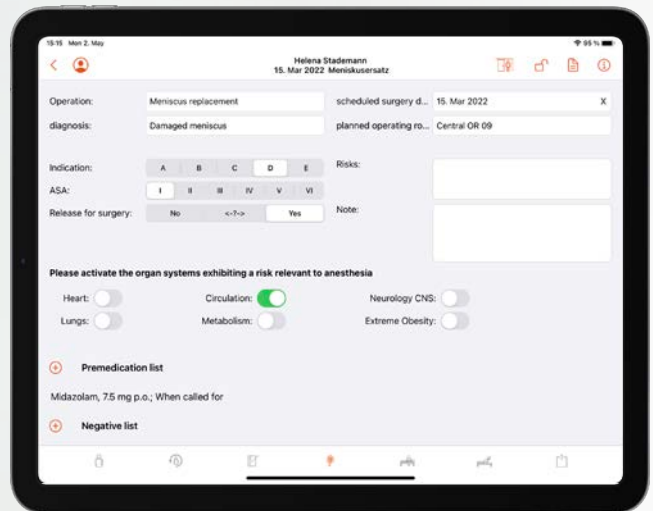 15:15 Mon 2. May 95 %
Helena Stademann
15. Mar 2022 Meniskusersatz
Operation: Meniscus replacement scheduled surgery d... 15. Mar 2022 X
diagnosis: Damaged meniscus planned operating ro... Central OR 09
Indication: A B C D E Risks:
ASA: I II III IV V VI
Release for surgery: No <-?-> Yes Note:
Please activate the organ systems exhibiting a risk relevant to anesthesia
Heart: Circulation: Neurology CNS:
Lungs: Metabolism: Extreme Obesity:
Premedication list
Midazolam, 7.5 mg p.o.; When called for
Negative list